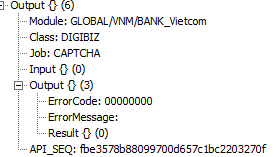 Output {} (6)
Module: GLOBAL/VNM/BANK_Vietcom
Class: DIGIBIZ
Job: CAPTCHA
Input {} (0)
Output {} (3)
ErrorCode: 00000000
ErrorMessage:
Result {} (0)
API_SEQ: fbe3578b88099700d657c1bc2203270f